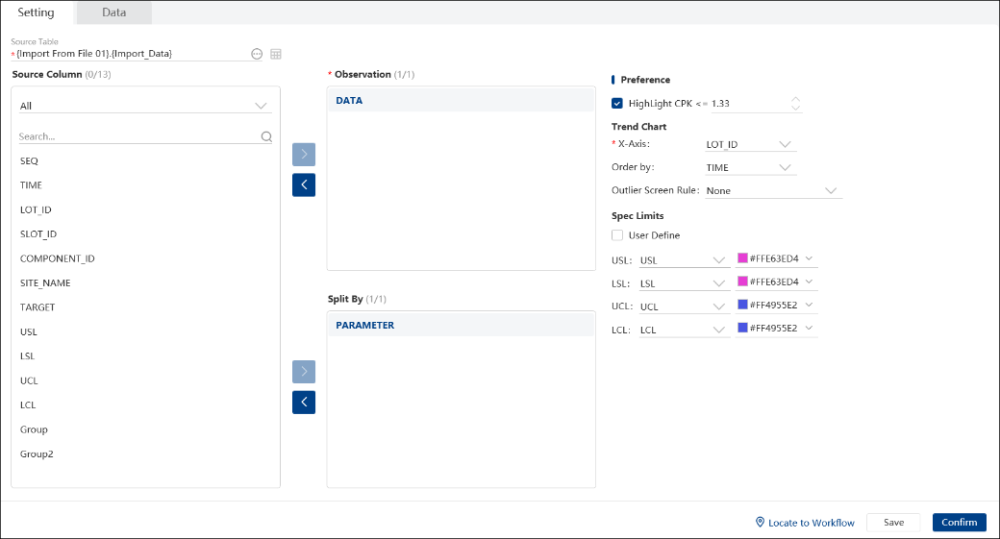 Setting
Data
Source Table
* {Import From File 01}.{Import_Data}
Source Column (0/13)
All
Search...
SEQ
TIME
LOT_ID
SLOT_ID
COMPONENT_ID
SITE_NAME
TARGET
USL
LSL
UCL
LCL
Group
Group2
* Observation (1/1)
DATA
Split By (1/1)
PARAMETER
Preference
HighLight CPK <= 1.33
Trend Chart
* X-Axis: LOT_ID
Order by: TIME
Outlier Screen Rule: None
Spec Limits
User Define
USL: USL #FFE63ED4
LSL: LSL #FFE63ED4
UCL: UCL #FF4955E2
LCL: LCL #FF4955E2
Locate to Workflow
Save
Confirm